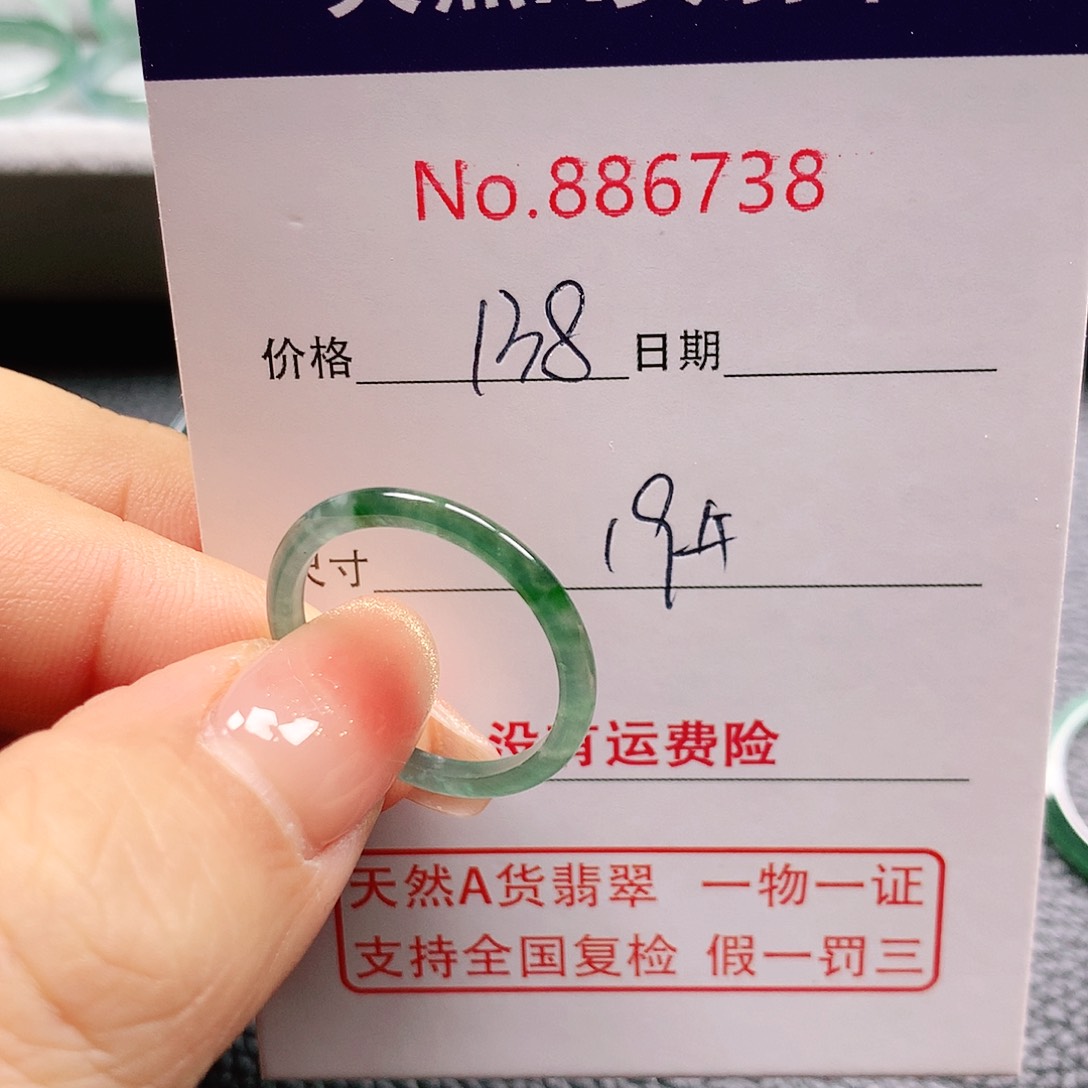 No.886738
价格 138 日期
尺寸 19
没有运费险
天然A货翡翠 一物一证
支持全国复检 假一罚三